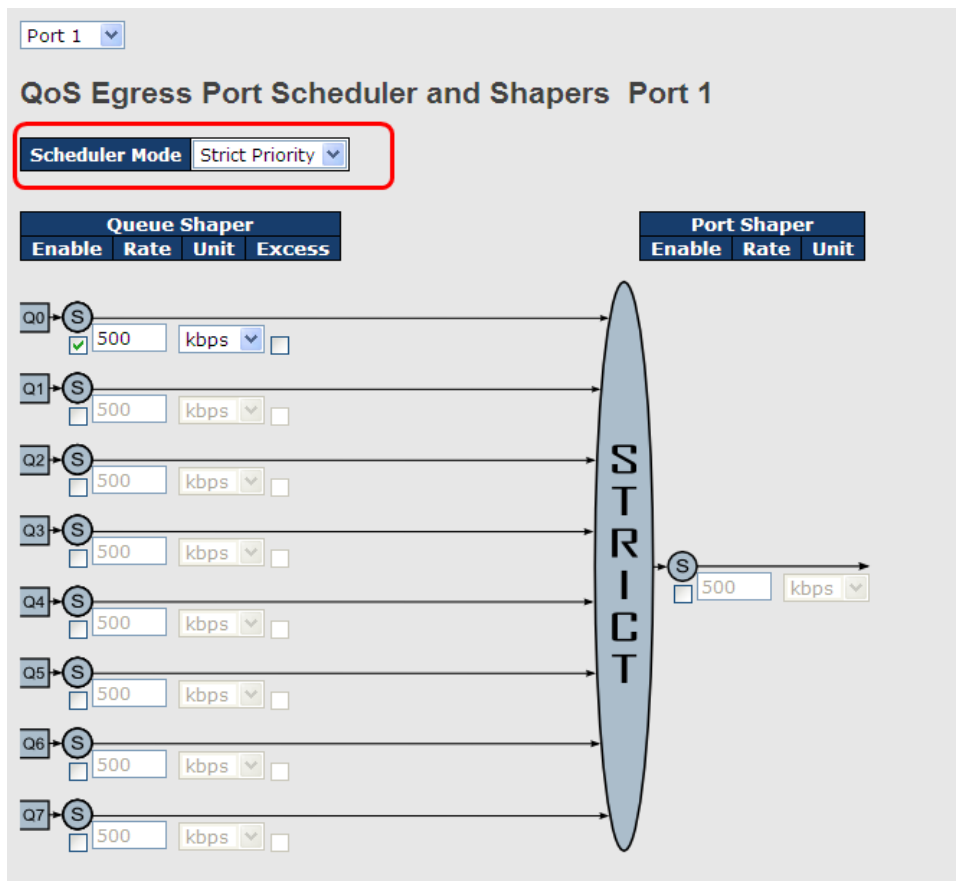 Port 1
QoS Egress Port Scheduler and Shapers Port 1
Scheduler Mode Strict Priority
Queue Shaper
Enable Rate Unit Excess
Port Shaper
Enable Rate Unit
Q0 S
500 kbps
Q1 S
500 kbps
Q2 S
500 kbps
Q3 S
500 kbps
Q4 S
500 kbps
Q5 S
500 kbps
Q6 S
500 kbps
Q7 S
500 kbps
STRICT
S
500 kbps